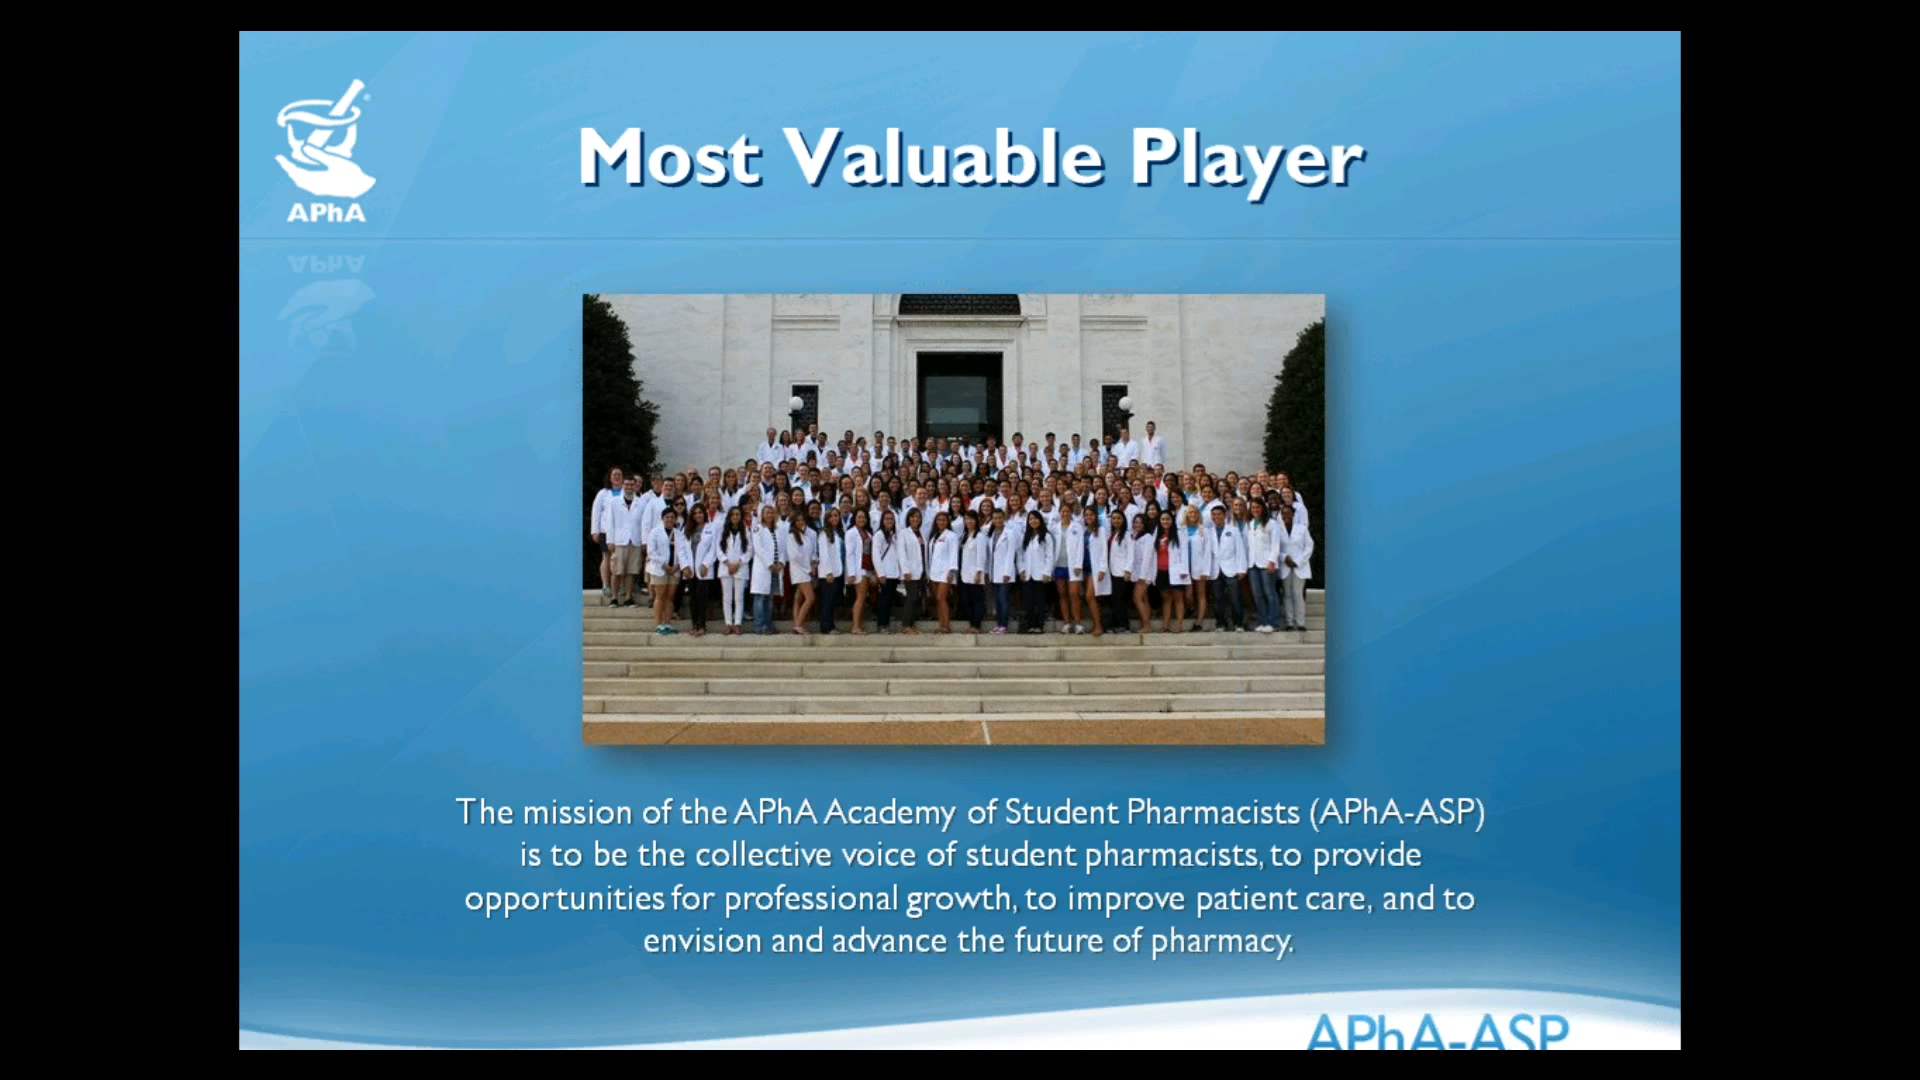 APhA
Most Valuable Player
The mission of the APhA Academy of Student Pharmacists (APhA-ASP)
is to be the collective voice of student pharmacists, to provide
opportunities for professional growth, to improve patient care, and to
envision and advance the future of pharmacy.
APhA-ASP